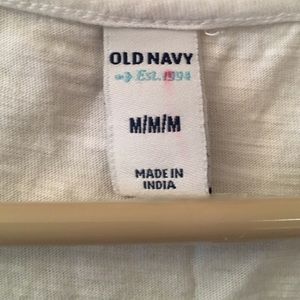 OLD NAVY
Est. 1994
M/M/M
MADE IN
INDIA